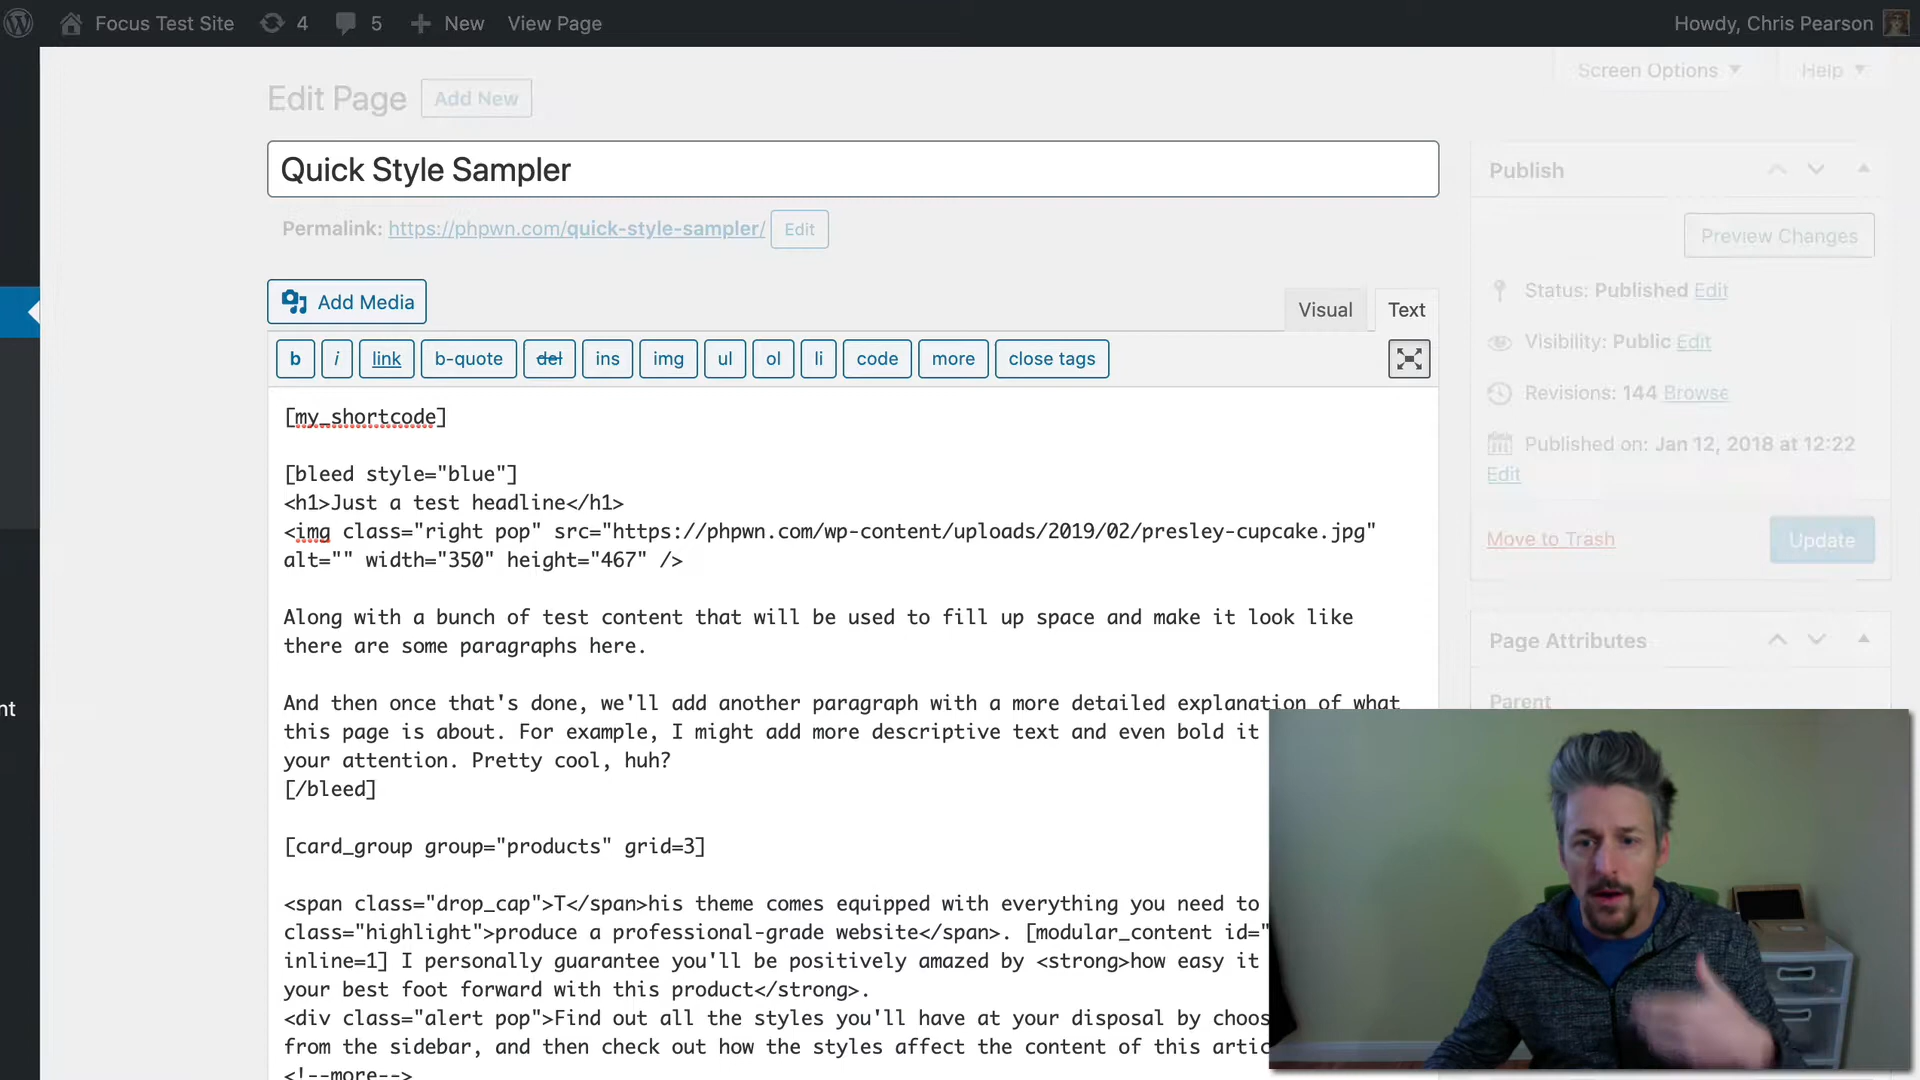 Focus Test Site 4 5 New View Page Howdy, Chris Pearson
Screen Options Help
Edit Page Add New
Quick Style Sampler
Permalink: https://phpwn.com/quick-style-sampler/ Edit
Add Media Visual Text
b i link b-quote del ins img ul ol li code more close tags
[my_shortcode]
[bleed style="blue"]
<h1>Just a test headline</h1>
<img class="right pop" src="https://phpwn.com/wp-content/uploads/2019/02/presley-cupcake.jpg"
alt="" width="350" height="467" />
Along with a bunch of test content that will be used to fill up space and make it look like
there are some paragraphs here.
And then once that's done, we'll add another paragraph with a more detailed explanation of what
this page is about. For example, I might add more descriptive text and even bold it
your attention. Pretty cool, huh?
[/bleed]
[card_group group="products" grid=3]
<span class="drop_cap">T</span>his theme comes equipped with everything you need to
class="highlight">produce a professional-grade website</span>. [modular_content id="
inline=1] I personally guarantee you'll be positively amazed by <strong>how easy it
your best foot forward with this product</strong>.
<div class="alert pop">Find out all the styles you'll have at your disposal by choos
from the sidebar, and then check out how the styles affect the content of this artic
<!--more-->
Publish
Preview Changes
Status: Published Edit
Visibility: Public Edit
Revisions: 144 Browse
Published on: Jan 12, 2018 at 12:22
Edit
Move to Trash Update
Page Attributes
Parent
nt